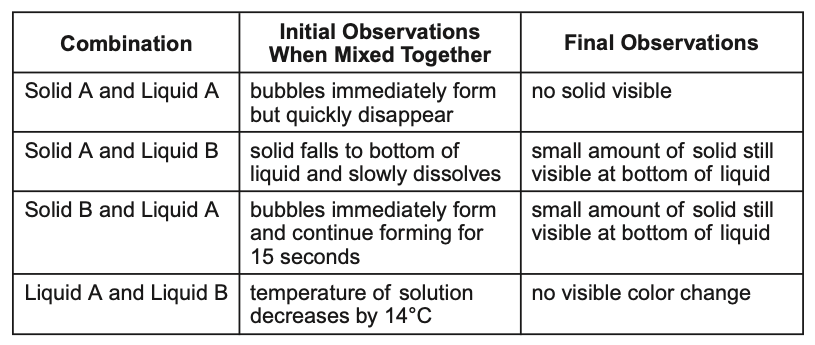 Combination
Initial Observations
When Mixed Together
Final Observations
Solid A and Liquid A
bubbles immediately form
but quickly disappear
no solid visible
Solid A and Liquid B
solid falls to bottom of
liquid and slowly dissolves
small amount of solid still
visible at bottom of liquid
Solid B and Liquid A
bubbles immediately form
and continue forming for
15 seconds
small amount of solid still
visible at bottom of liquid
Liquid A and Liquid B
temperature of solution
decreases by 14°C
no visible color change